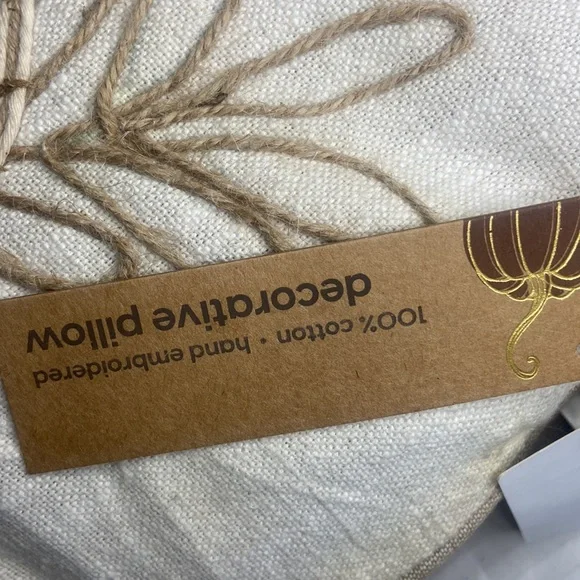 decorative pillow
100% cotton • hand embroidered